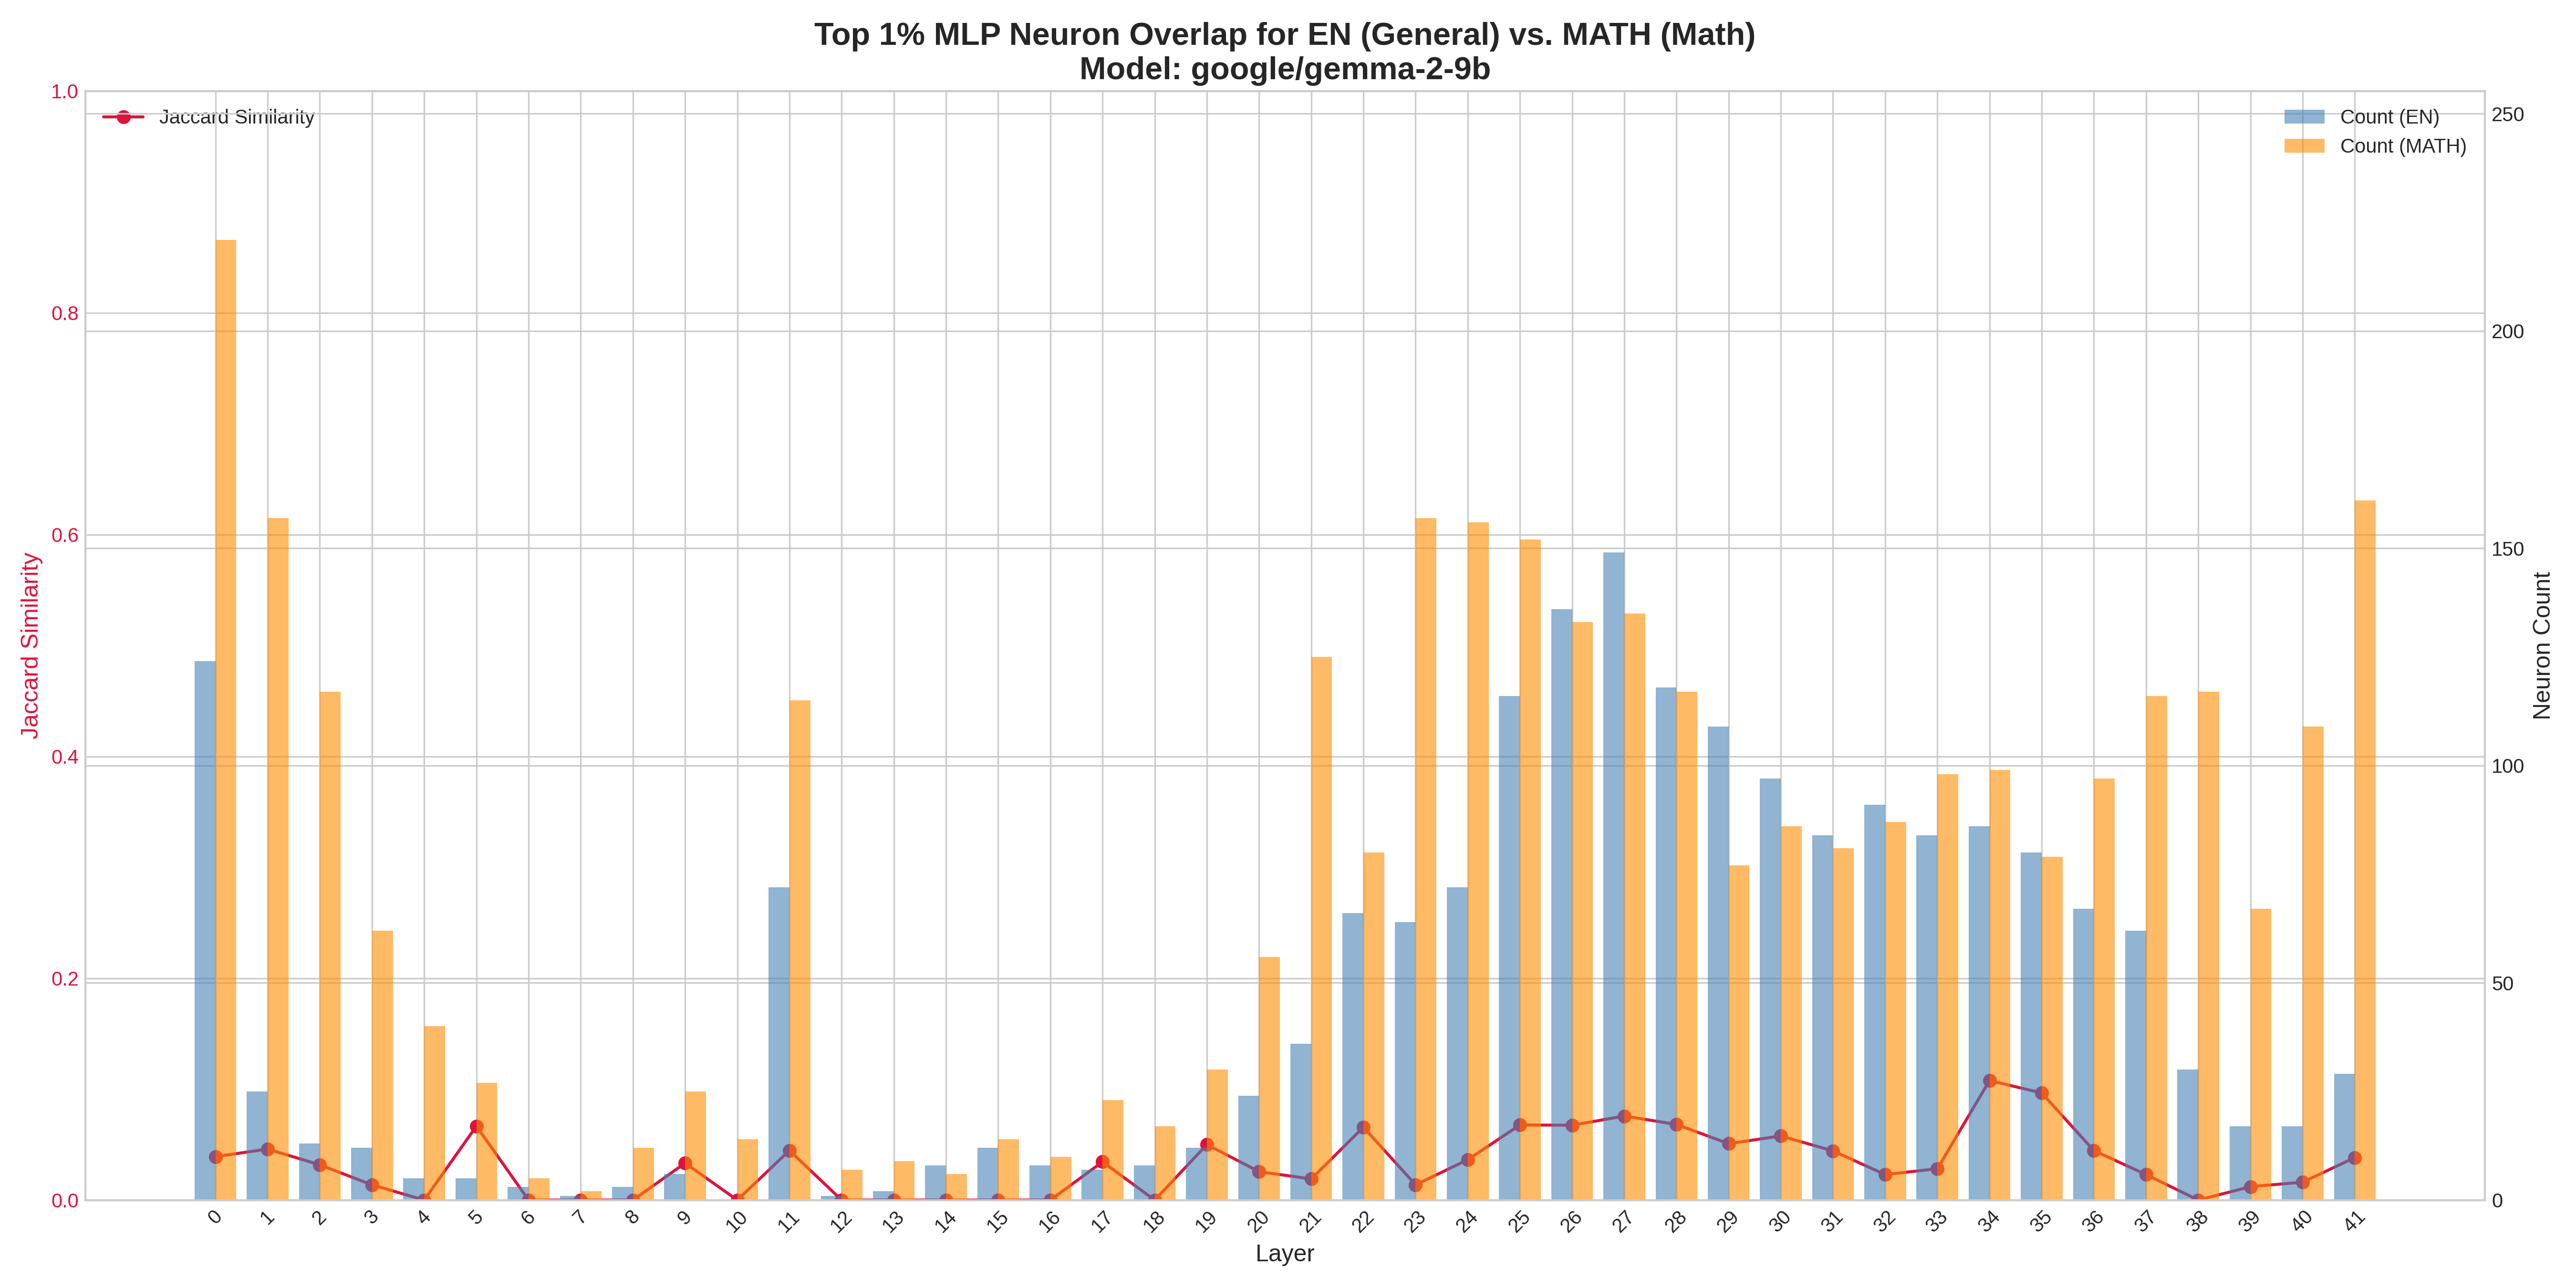 Top 1% MLP Neuron Overlap for EN (General) vs. MATH (Math)
Model: google/gemma-2-9b
Jaccard Similarity
Count (EN)
Count (MATH)
1.0
0.8
0.6
0.4
0.2
0.0
Jaccard Similarity
250
200
150
100
50
0
Neuron Count
0 1 2 3 4 5 6 7 8 9 10 11 12 13 14 15 16 17 18 19 20 21 22 23 24 25 26 27 28 29 30 31 32 33 34 35 36 37 38 39 40 41
Layer